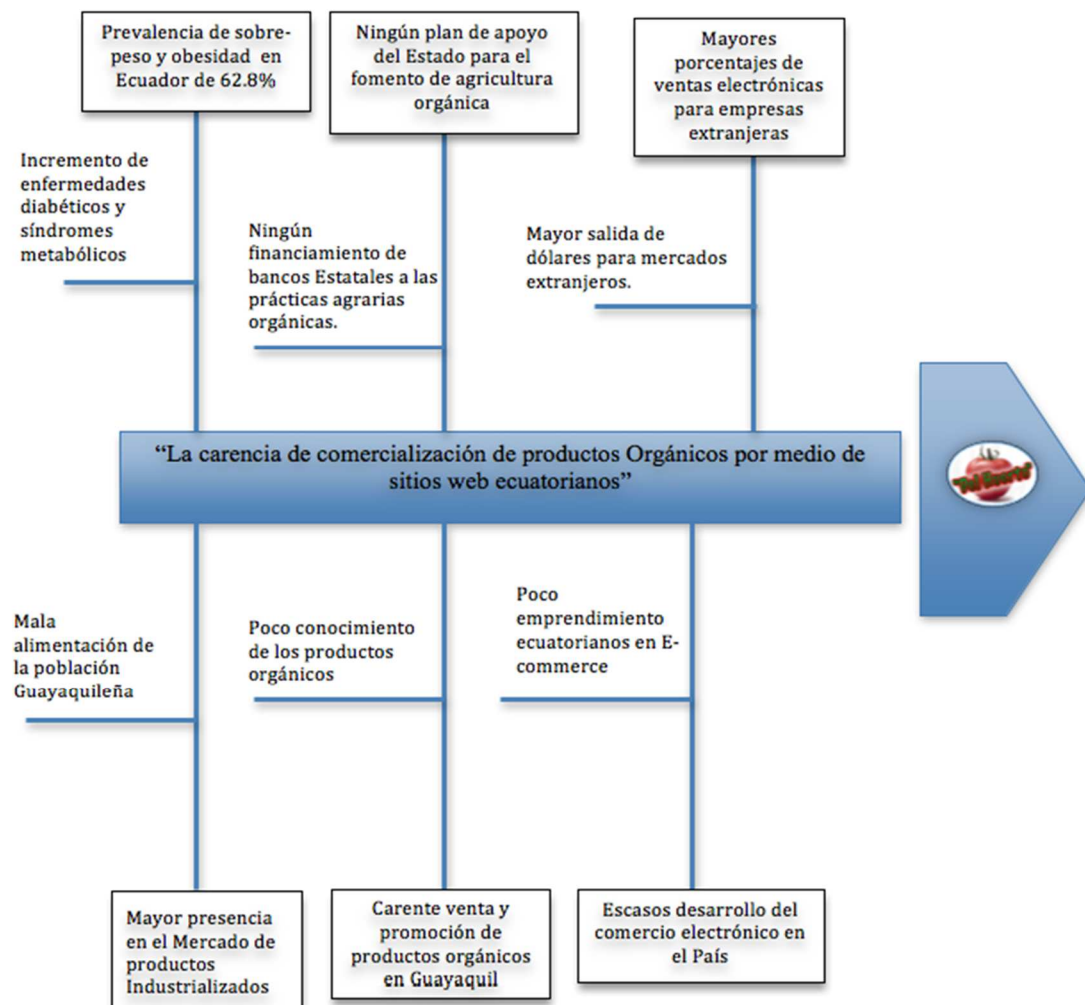 Prevalencia de sobre-
peso y obesidad en
Ecuador de 62.8%
Ningún plan de apoyo
del Estado para el
fomento de agricultura
orgánica
Mayores
porcentajes de
ventas electrónicas
para empresas
extranjeras
Incremento de
enfermedades
diabéticos y
síndromes
metabólicos
Ningún
financiamiento de
bancos Estatales a las
prácticas agrarias
orgánicas.
Mayor salida de
dólares para mercados
extranjeros.
“La carencia de comercialización de productos Orgánicos por medio de
sitios web ecuatorianos”
"Del Huerto"
Mala
alimentación de
la población
Guayaquileña
Poco conocimiento
de los productos
orgánicos
Poco
emprendimiento
ecuatorianos en E-
commerce
Mayor presencia
en el Mercado de
productos
Industrializados
Carente venta y
promoción de
productos orgánicos
en Guayaquil
Escasos desarrollo del
comercio electrónico en
el País